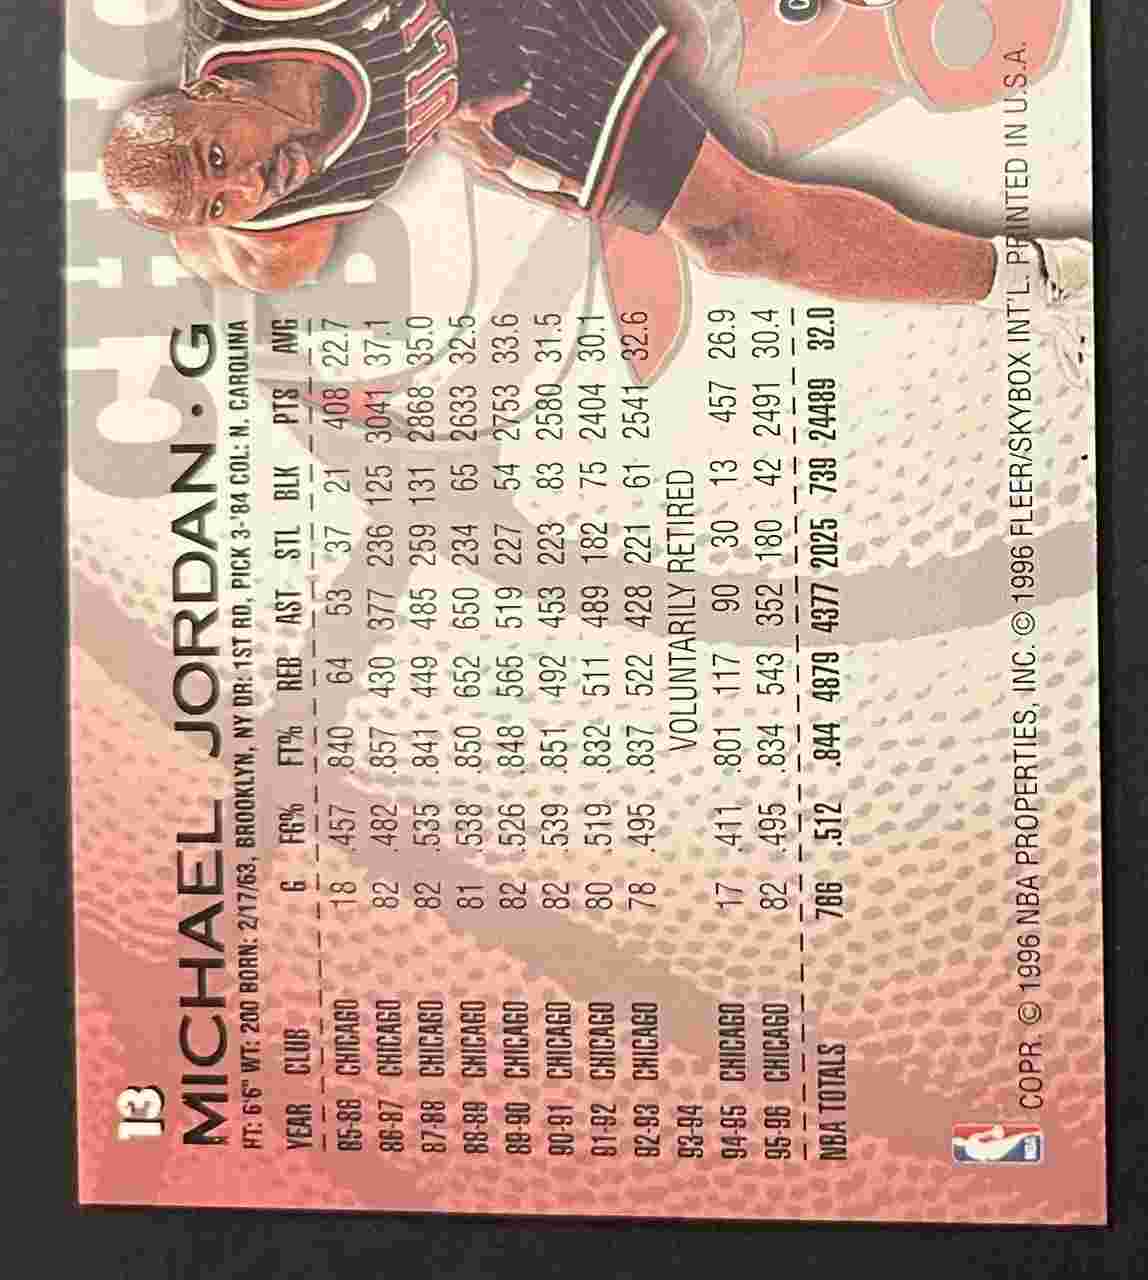 13
MICHAEL JORDAN • G
HT: 6'6" WT: 200 BORN: 2/17/63, BROOKLYN, NY DR: 1ST RD, PICK 3-'84 COL: N. CAROLINA
YEAR CLUB G FG% FT% REB AST STL BLK PTS AVG
85-86 CHICAGO 18 .457 .840 64 53 37 21 408 22.7
86-87 CHICAGO 82 .482 .857 430 377 236 125 3041 37.1
87-88 CHICAGO 82 .535 .841 449 485 259 131 2868 35.0
88-89 CHICAGO 81 .538 .850 652 650 234 65 2633 32.5
89-90 CHICAGO 82 .526 .848 565 519 227 54 2753 33.6
90-91 CHICAGO 82 .539 .851 492 453 223 83 2580 31.5
91-92 CHICAGO 80 .519 .832 511 489 182 75 2404 30.1
92-93 CHICAGO 78 .495 .837 522 428 221 61 2541 32.6
93-94 VOLUNTARILY RETIRED
94-95 CHICAGO 17 .411 .801 117 90 30 13 457 26.9
95-96 CHICAGO 82 .495 .834 543 352 180 42 2491 30.4
NBA TOTALS 766 .512 .844 4879 4377 2025 739 24489 32.0
NBA
COPR. © 1996 NBA PROPERTIES, INC. © 1996 FLEER/SKYBOX INT'L. PRINTED IN U.S.A.